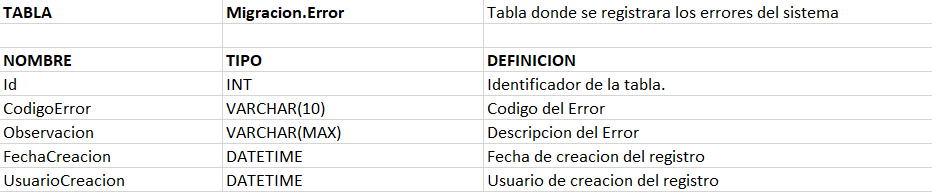 TABLA Migracion.Error Tabla donde se registrara los errores del sistema
NOMBRE TIPO DEFINICION
Id INT Identificador de la tabla.
CodigoError VARCHAR(10) Codigo del Error
Observacion VARCHAR(MAX) Descripcion del Error
FechaCreacion DATETIME Fecha de creacion del registro
UsuarioCreacion DATETIME Usuario de creacion del registro